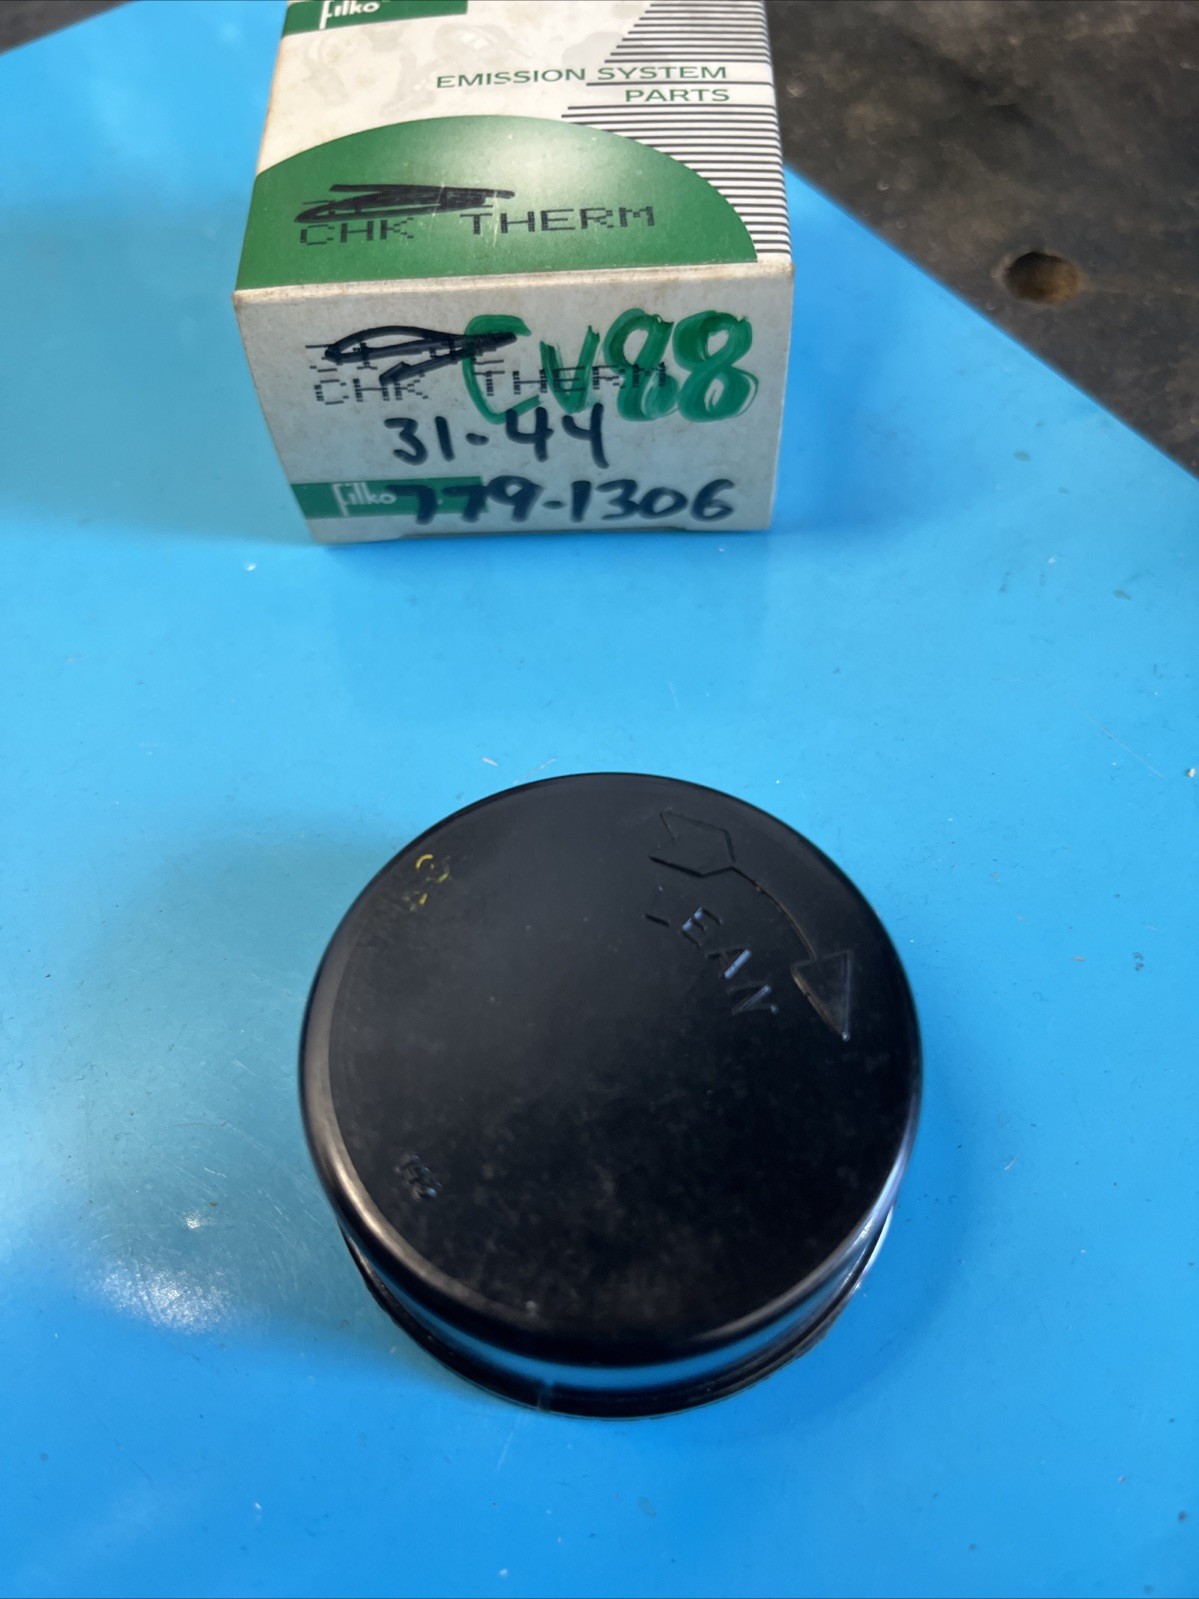 Filko
EMISSION SYSTEM
PARTS
CHK THERM
CV88
CHK THERM
31-44
Filko
779-1306
LEAN